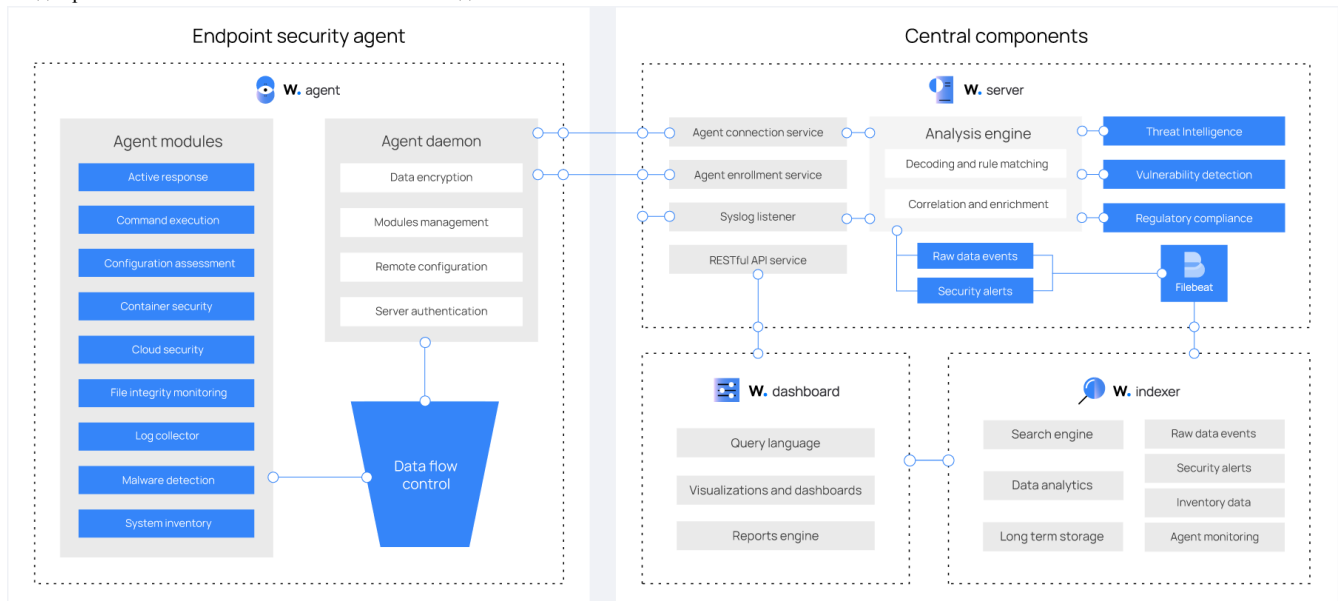 Endpoint security agent
W. agent
Agent modules
Active response
Command execution
Configuration assessment
Container security
Cloud security
File integrity monitoring
Log collector
Malware detection
System inventory
Agent daemon
Data encryption
Modules management
Remote configuration
Server authentication
Data flow
control
Central components
W. server
Agent connection service
Agent enrollment service
Syslog listener
RESTful API service
Analysis engine
Decoding and rule matching
Correlation and enrichment
Threat Intelligence
Vulnerability detection
Regulatory compliance
Raw data events
Security alerts
Filebeat
W. dashboard
Query language
Visualizations and dashboards
Reports engine
W. indexer
Search engine
Data analytics
Long term storage
Raw data events
Security alerts
Inventory data
Agent monitoring